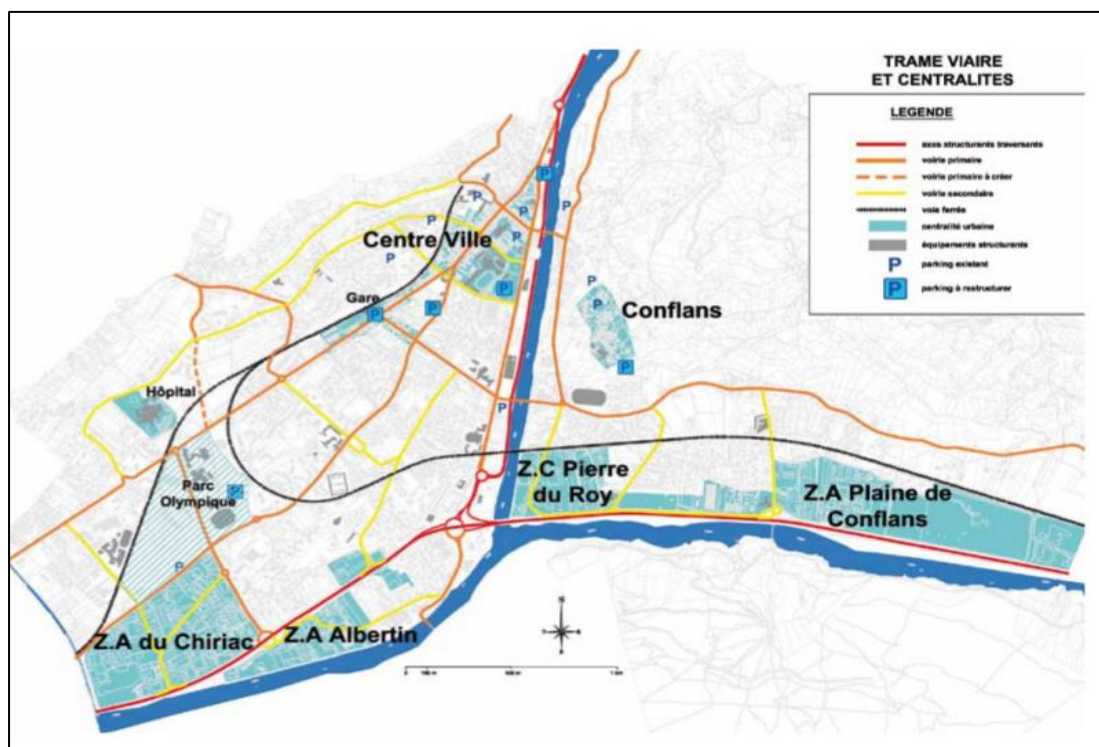 TRAME VIAIRE
ET CENTRALITES
LEGENDE
axes structurants traversants
voirie primaire
voirie primaire à créer
voirie secondaire
voie ferrée
centralité urbaine
équipements structurants
P parking existant
P parking à restructurer
P
P
P
P
P
P
Centre Ville
P
P
P
Gare
P
P
P
P
Conflans
P
Hôpital
P
Parc
Olympique
P
P
Z.C Pierre
du Roy
Z.A Plaine de
Conflans
Z.A du Chiriac
Z.A Albertin